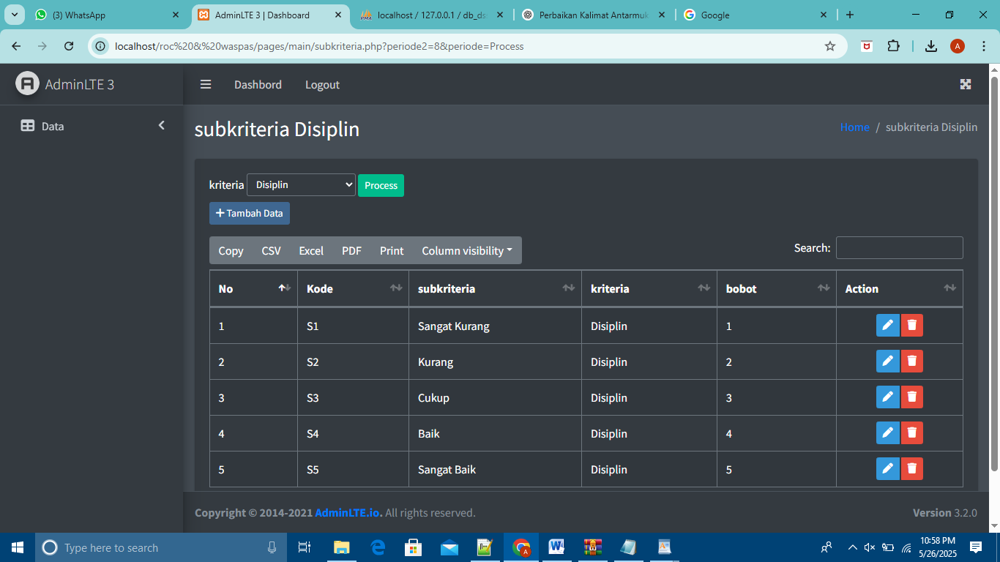 (3) WhatsApp
AdminLTE 3 | Dashboard
localhost / 127.0.0.1 / db_ds
Perbaikan Kalimat Antarmuk
Google
localhost/roc%20&%20waspas/pages/main/subkriteria.php?periode2=8&periode=Process
A
AdminLTE 3
Dashbord
Logout
Data
subkriteria Disiplin
Home / subkriteria Disiplin
kriteria Disiplin Process
+ Tambah Data
Copy CSV Excel PDF Print Column visibility
Search:
No Kode subkriteria kriteria bobot Action
1 S1 Sangat Kurang Disiplin 1
2 S2 Kurang Disiplin 2
3 S3 Cukup Disiplin 3
4 S4 Baik Disiplin 4
5 S5 Sangat Baik Disiplin 5
Copyright © 2014-2021 AdminLTE.io. All rights reserved.
Version 3.2.0
Type here to search
10:58 PM
5/26/2025